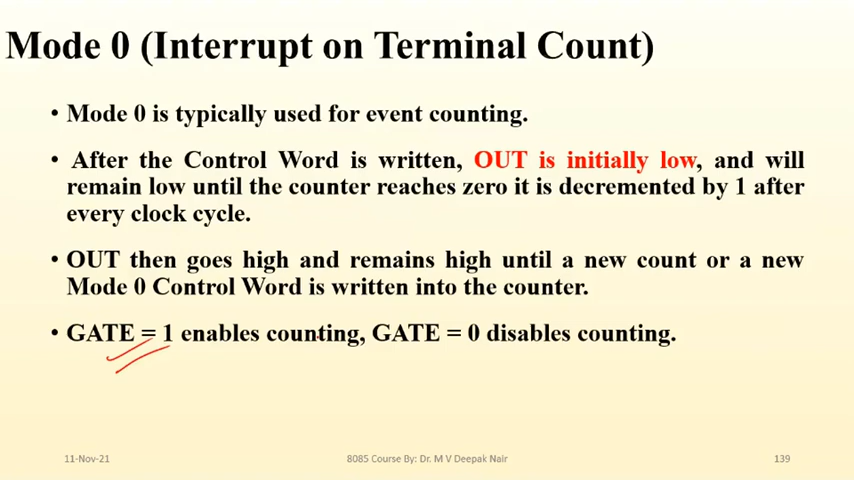 Mode 0 (Interrupt on Terminal Count)
• Mode 0 is typically used for event counting.
• After the Control Word is written, OUT is initially low, and will
remain low until the counter reaches zero it is decremented by 1 after
every clock cycle.
• OUT then goes high and remains high until a new count or a new
Mode 0 Control Word is written into the counter.
• GATE = 1 enables counting, GATE = 0 disables counting.
11-Nov-21 8085 Course By: Dr. M V Deepak Nair 139